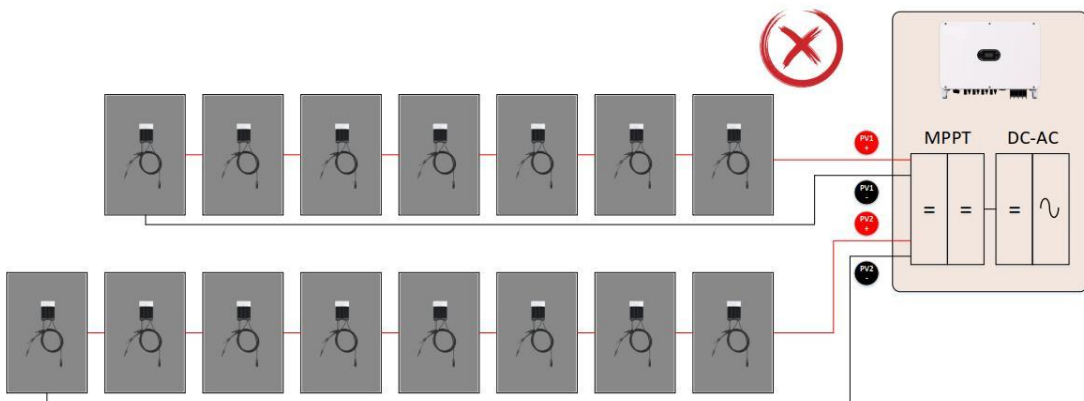 PV1
+
MPPT DC-AC
PV1
-
PV2
+
PV2
-
= = =